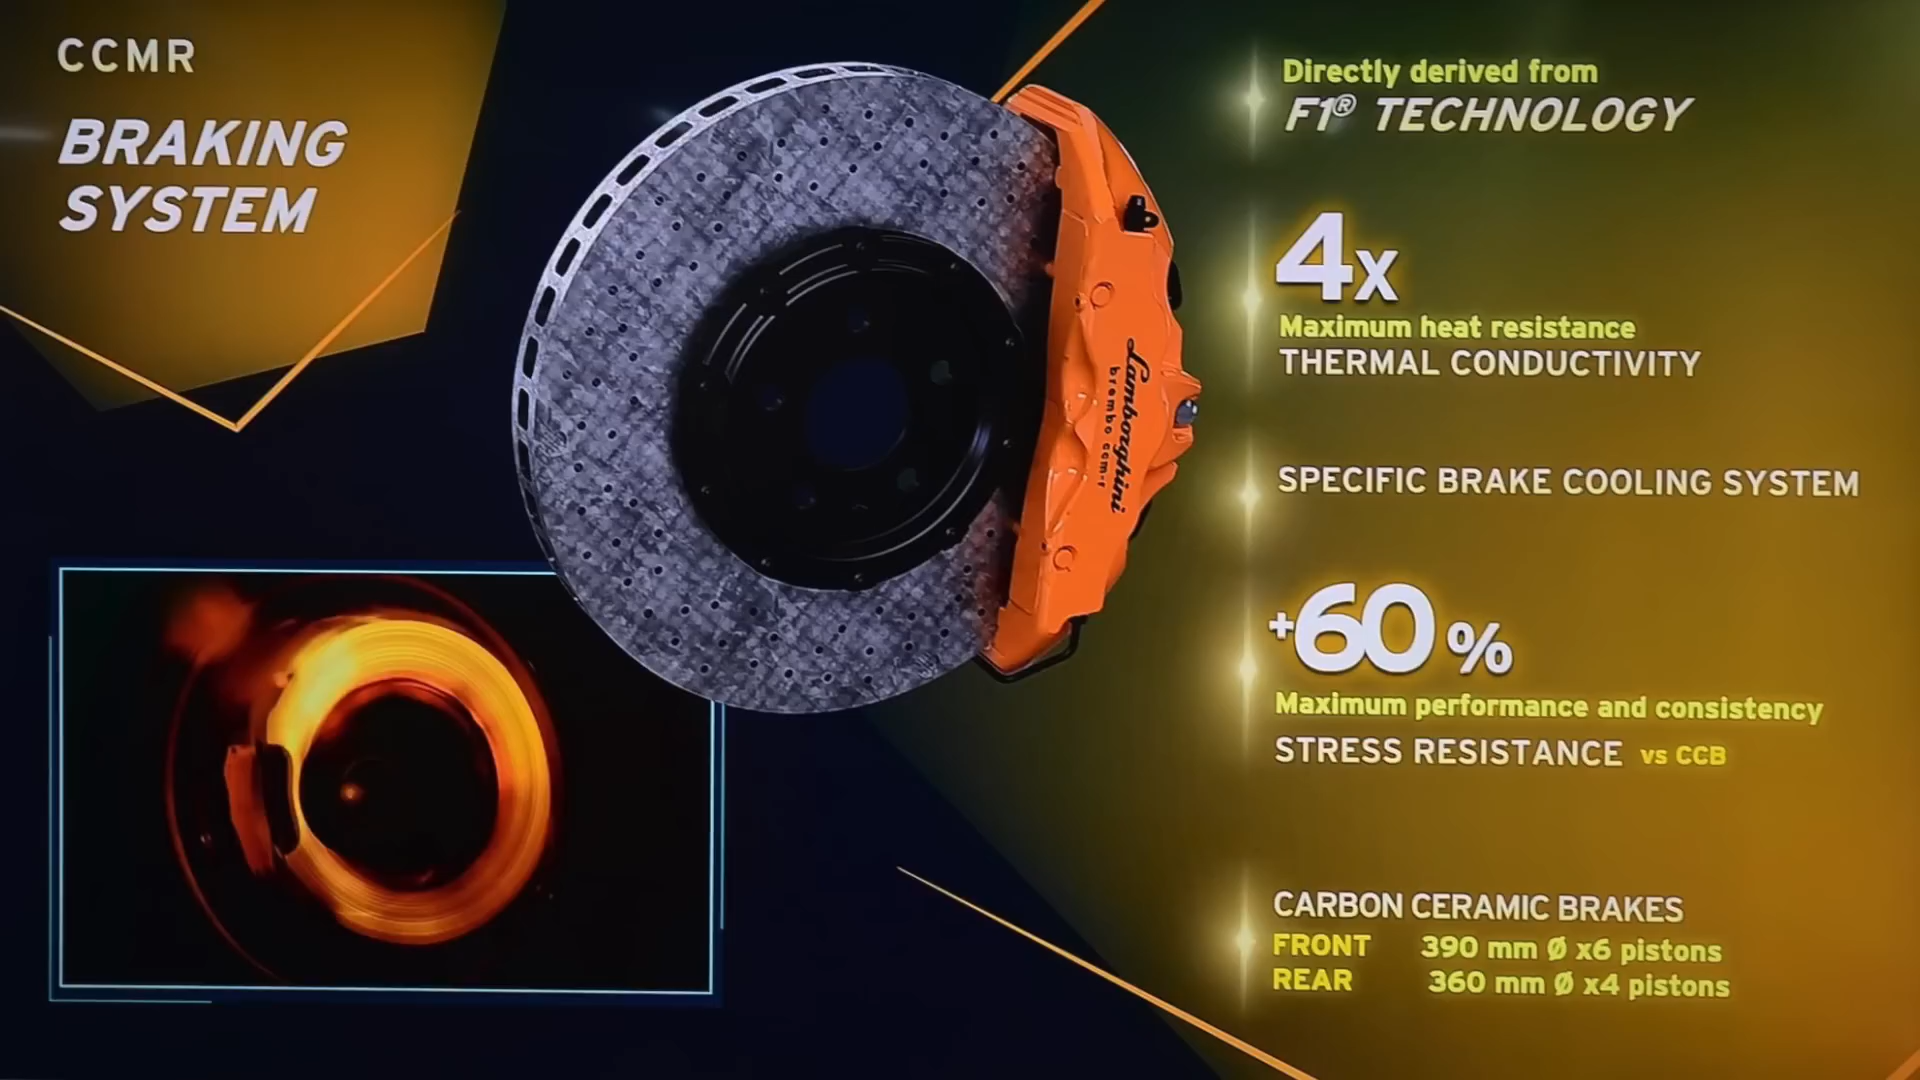 CCMR
BRAKING
SYSTEM
Lamborghini
brembo ccm-r
Directly derived from
F1® TECHNOLOGY
4x
Maximum heat resistance
THERMAL CONDUCTIVITY
SPECIFIC BRAKE COOLING SYSTEM
+60%
Maximum performance and consistency
STRESS RESISTANCE vs CCB
CARBON CERAMIC BRAKES
FRONT 390 mm Ø x6 pistons
REAR 360 mm Ø x4 pistons